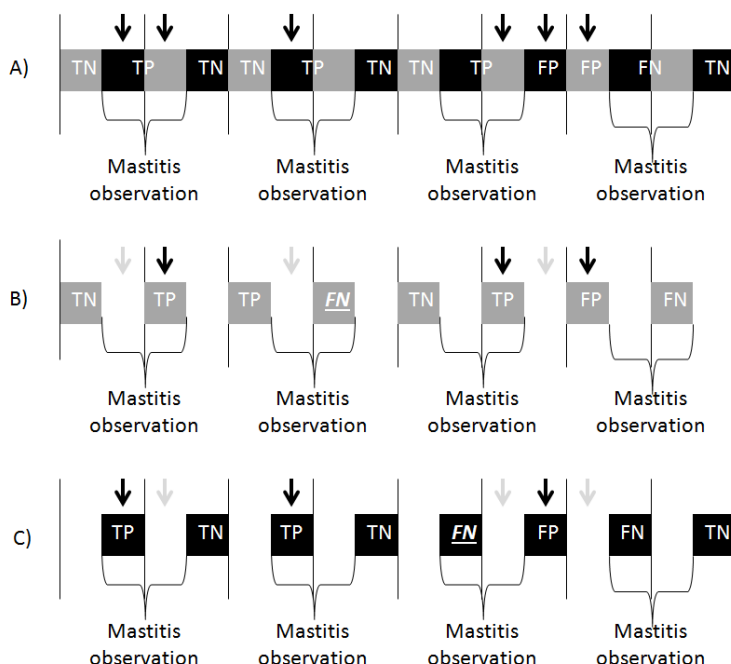 A) TN TP TN TN TP TN TN TP FP FP FN TN
Mastitis observation Mastitis observation Mastitis observation Mastitis observation
B) TN TP TP FN TN TP FP FN
Mastitis observation Mastitis observation Mastitis observation Mastitis observation
C) TP TN TP TN FN FP FN TN
Mastitis observation Mastitis observation Mastitis observation Mastitis observation